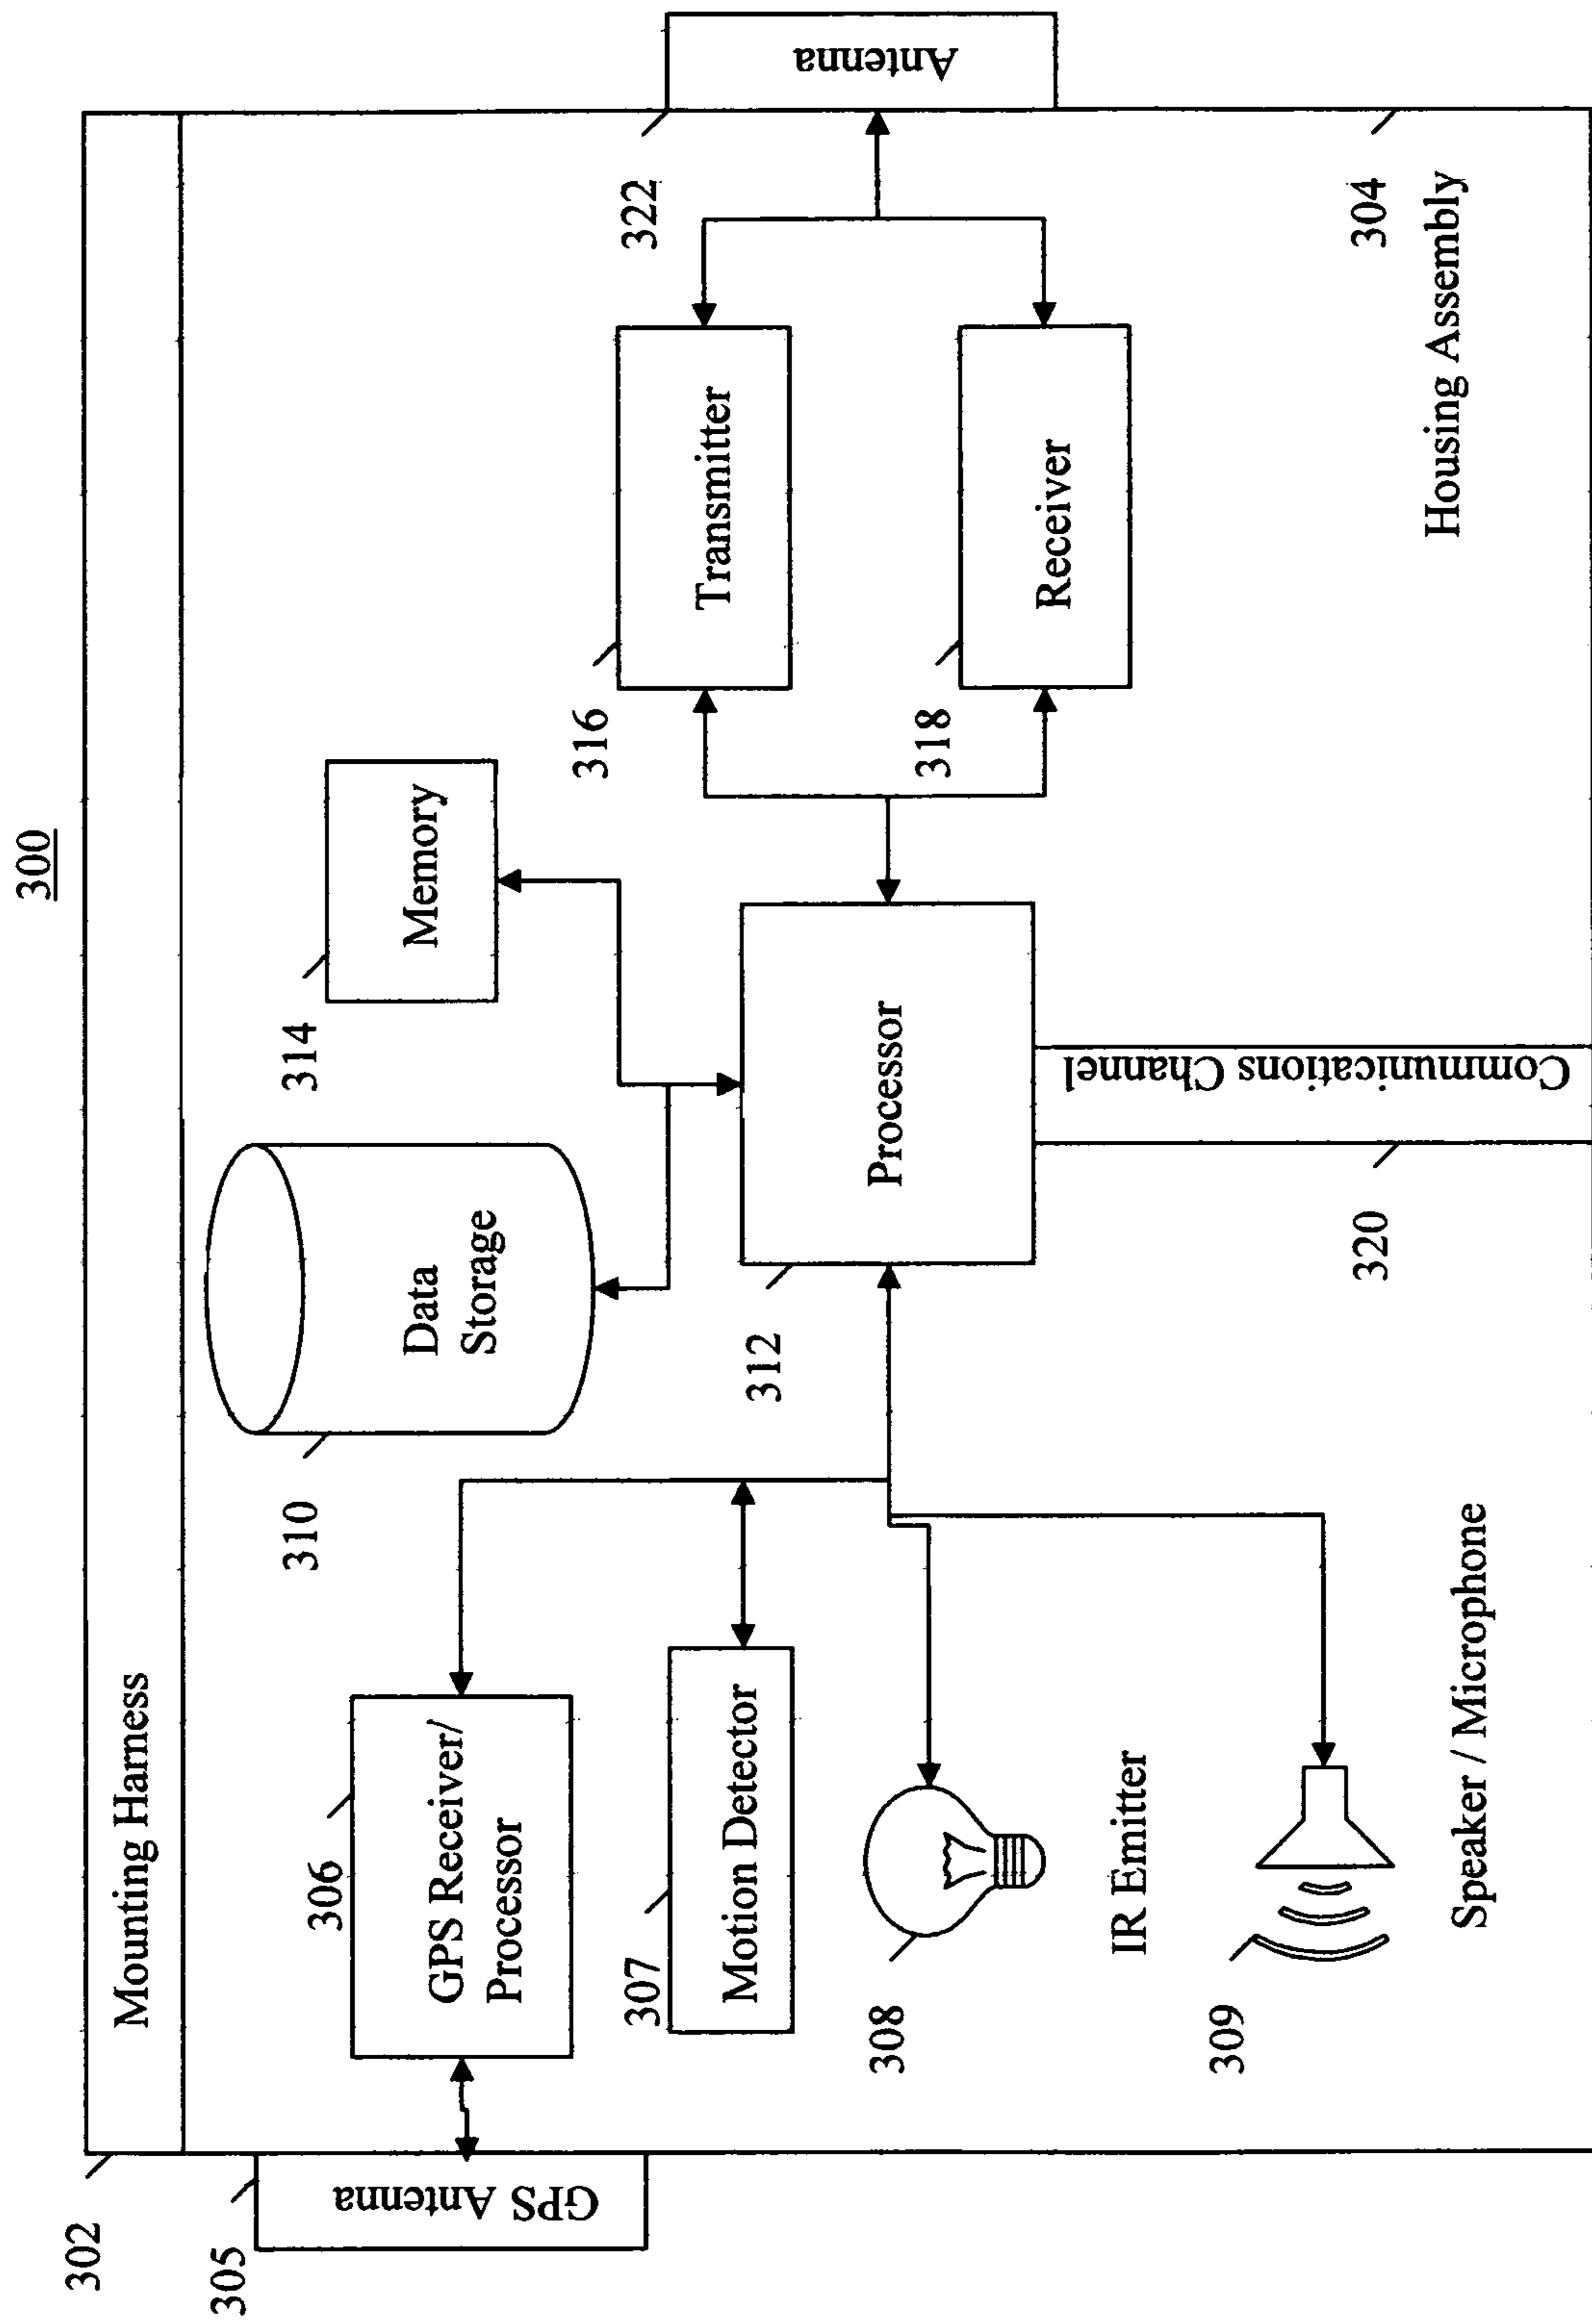 300
302
Mounting Harness
305
GPS Antenna
306
GPS Receiver/
Processor
307
Motion Detector
308
IR Emitter
309
Speaker / Microphone
310
Data
Storage
312
Processor
314
Memory
316
Transmitter
318
Receiver
320
Communications Channel
322
Antenna
304
Housing Assembly